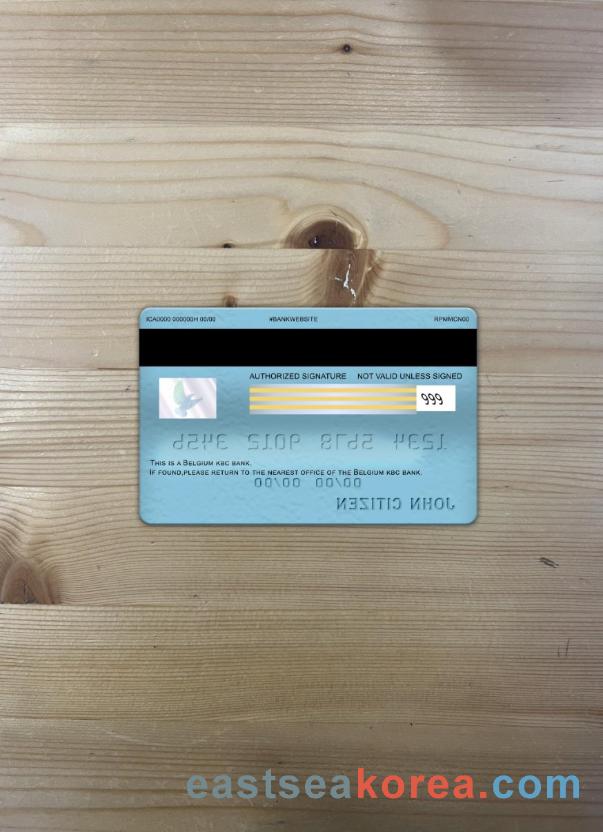 ICA0000 000000H 00/00 #BANKWEBSITE RPNMMCN00
AUTHORIZED SIGNATURE NOT VALID UNLESS SIGNED
999
1234 5678 9012 3456
THIS IS A BELGIUM KBC BANK.
IF FOUND,PLEASE RETURN TO THE NEAREST OFFICE OF THE BELGIUM KBC BANK.
00/00 00/00
JOHN CITIZEN
eastseakorea.com